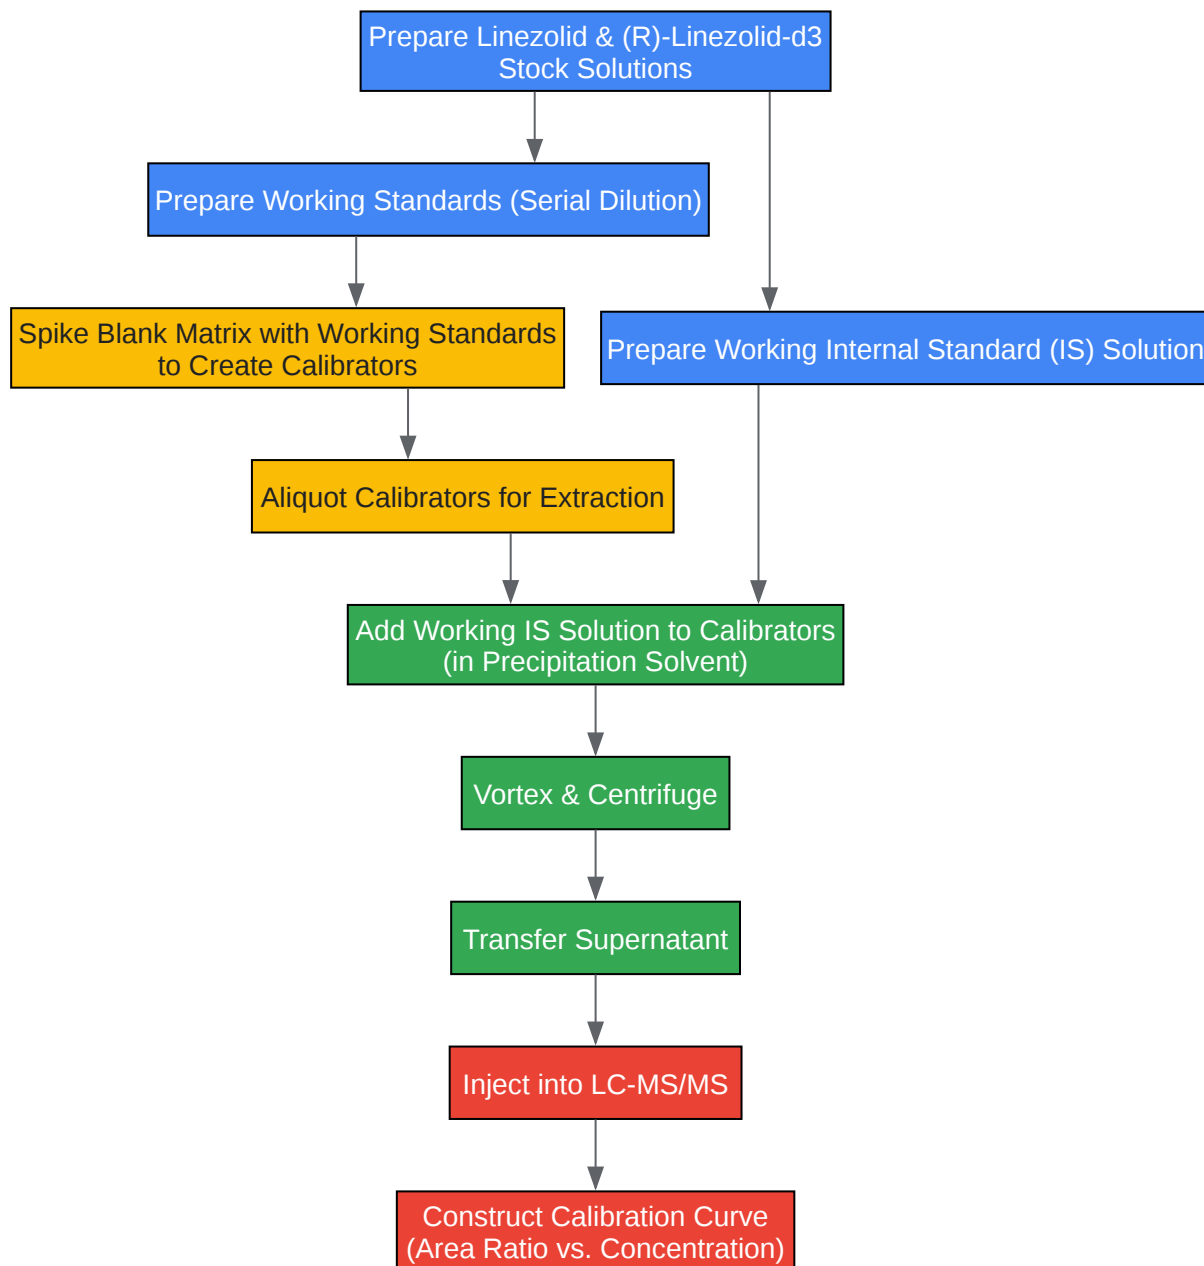 Prepare Linezolid & (R)-Linezolid-d3
Stock Solutions
Prepare Working Standards (Serial Dilution)
Spike Blank Matrix with Working Standards
to Create Calibrators
Prepare Working Internal Standard (IS) Solution
Aliquot Calibrators for Extraction
Add Working IS Solution to Calibrators
(in Precipitation Solvent)
Vortex & Centrifuge
Transfer Supernatant
Inject into LC-MS/MS
Construct Calibration Curve
(Area Ratio vs. Concentration)